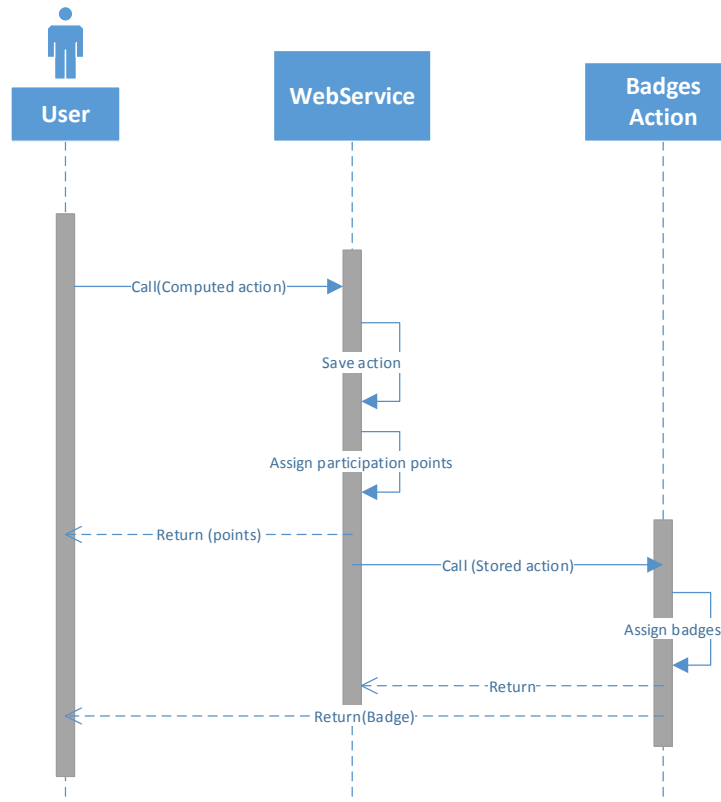 User
WebService
Badges
Action
Call(Computed action)
Save action
Assign participation points
Return (points)
Call (Stored action)
Assign badges
Return
Return(Badge)